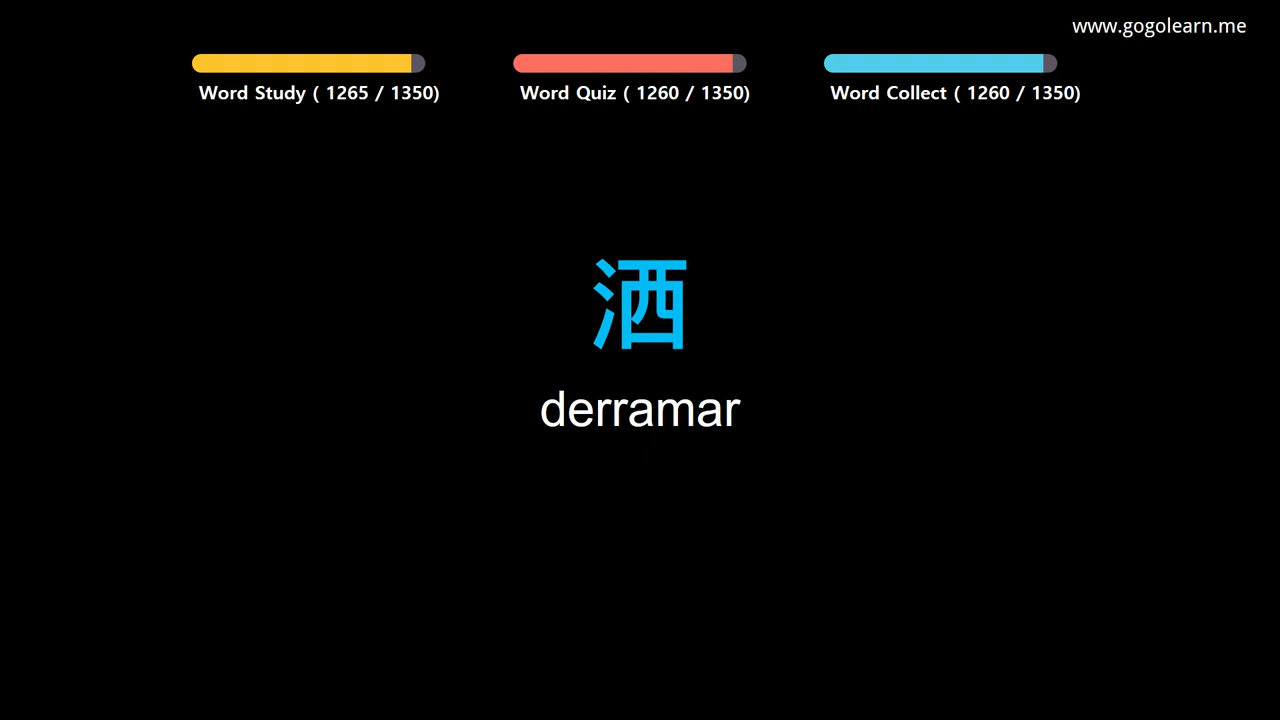 www.gogolearn.me
Word Study ( 1265 / 1350)
Word Quiz ( 1260 / 1350)
Word Collect ( 1260 / 1350)
洒
derramar